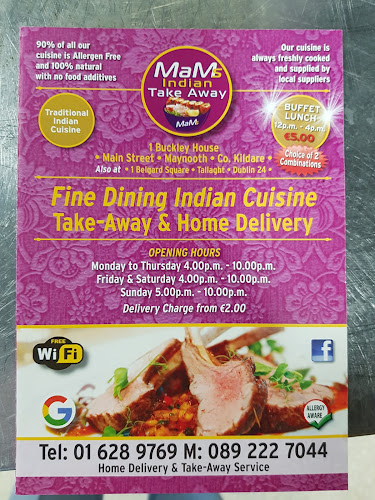 90% of all our
cuisine is Allergen Free
and 100% natural
with no food additives
MaMs
Indian
Take Away
MaMs
Our cuisine is
always freshly cooked
and supplied by
local suppliers
Traditional
Indian
Cuisine
BUFFET
LUNCH
12p.m. - 4p.m.
€5.00
Choice of 2
Combinations
1 Buckley House
• Main Street • Maynooth • Co. Kildare •
Also at • 1 Belgard Square • Tallaght • Dublin 24 •
Fine Dining Indian Cuisine
Take-Away & Home Delivery
OPENING HOURS
Monday to Thursday 4.00p.m. - 10.00p.m.
Friday & Saturday 4.00p.m. - 10.00p.m.
Sunday 5.00p.m. - 10.00p.m.
Delivery Charge from €2.00
FREE
WiFi
f
G
ALLERGY
AWARE
Tel: 01 628 9769 M: 089 222 7044
Home Delivery & Take-Away Service